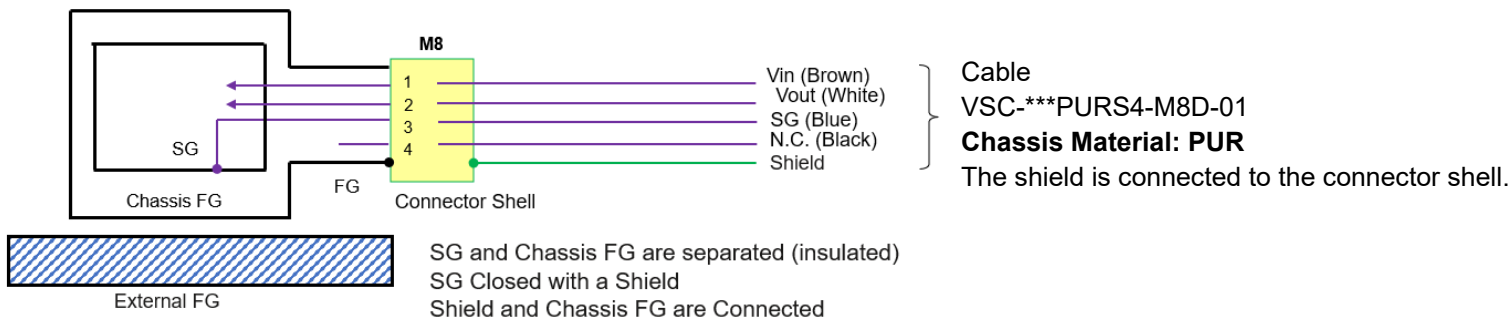 M8
1
2
3
4
SG
FG
Chassis FG
Connector Shell
External FG
Vin (Brown)
Vout (White)
SG (Blue)
N.C. (Black)
Shield
Cable
VSC-***PURS4-M8D-01
Chassis Material: PUR
The shield is connected to the connector shell.
SG and Chassis FG are separated (insulated)
SG Closed with a Shield
Shield and Chassis FG are Connected